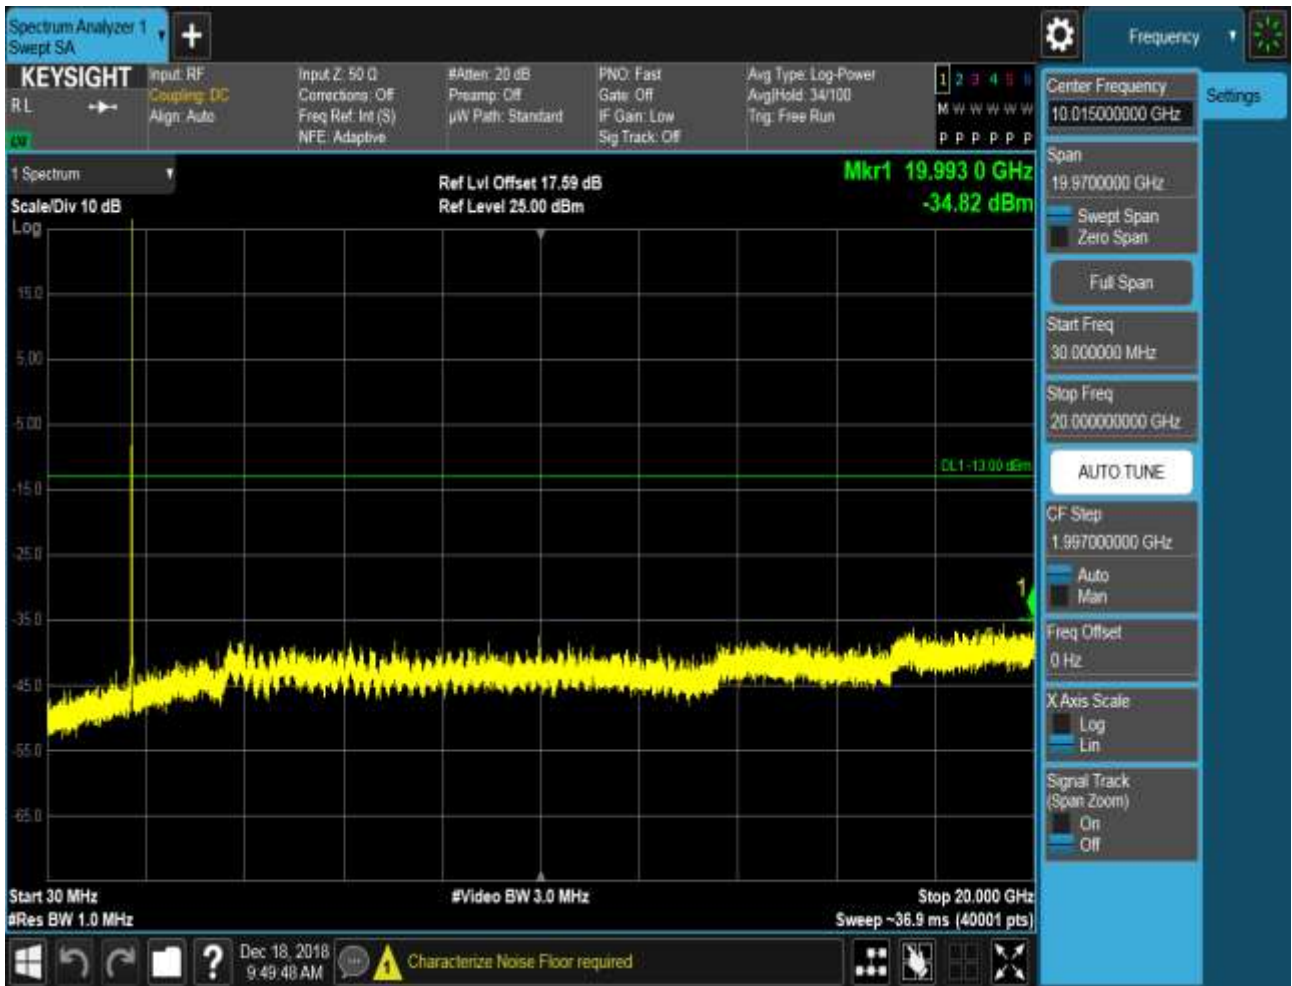 Spectrum Analyzer 1
Swept SA
Frequency
KEYSIGHT
RL
Input: RF
Coupling: DC
Align: Auto
Input Z: 50 Ω
Corrections: Off
Freq Ref: Int (S)
NFE: Adaptive
#Atten: 20 dB
Preamp: Off
µW Path: Standard
PNO: Fast
Gate: Off
IF Gain: Low
Sig Track: Off
Avg Type: Log-Power
Avg|Hold: 34/100
Trig: Free Run
1 2 3 4 5 6
M W W W W W
P P P P P P
1 Spectrum
Scale/Div 10 dB
Log
Ref Lvl Offset 17.59 dB
Ref Level 25.00 dBm
Mkr1 19.993 0 GHz
-34.82 dBm
15.0
5.00
-5.00
-15.0
-25.0
-35.0
-45.0
-55.0
-65.0
DL1 -13.00 dBm
1
Start 30 MHz
#Res BW 1.0 MHz
#Video BW 3.0 MHz
Stop 20.000 GHz
Sweep ~36.9 ms (40001 pts)
Center Frequency
10.015000000 GHz
Settings
Span
19.9700000 GHz
Swept Span
Zero Span
Full Span
Start Freq
30.000000 MHz
Stop Freq
20.000000000 GHz
AUTO TUNE
CF Step
1.997000000 GHz
Auto
Man
Freq Offset
0 Hz
X Axis Scale
Log
Lin
Signal Track
(Span Zoom)
On
Off
?
Dec 18, 2018
9:49:48 AM
Characterize Noise Floor required